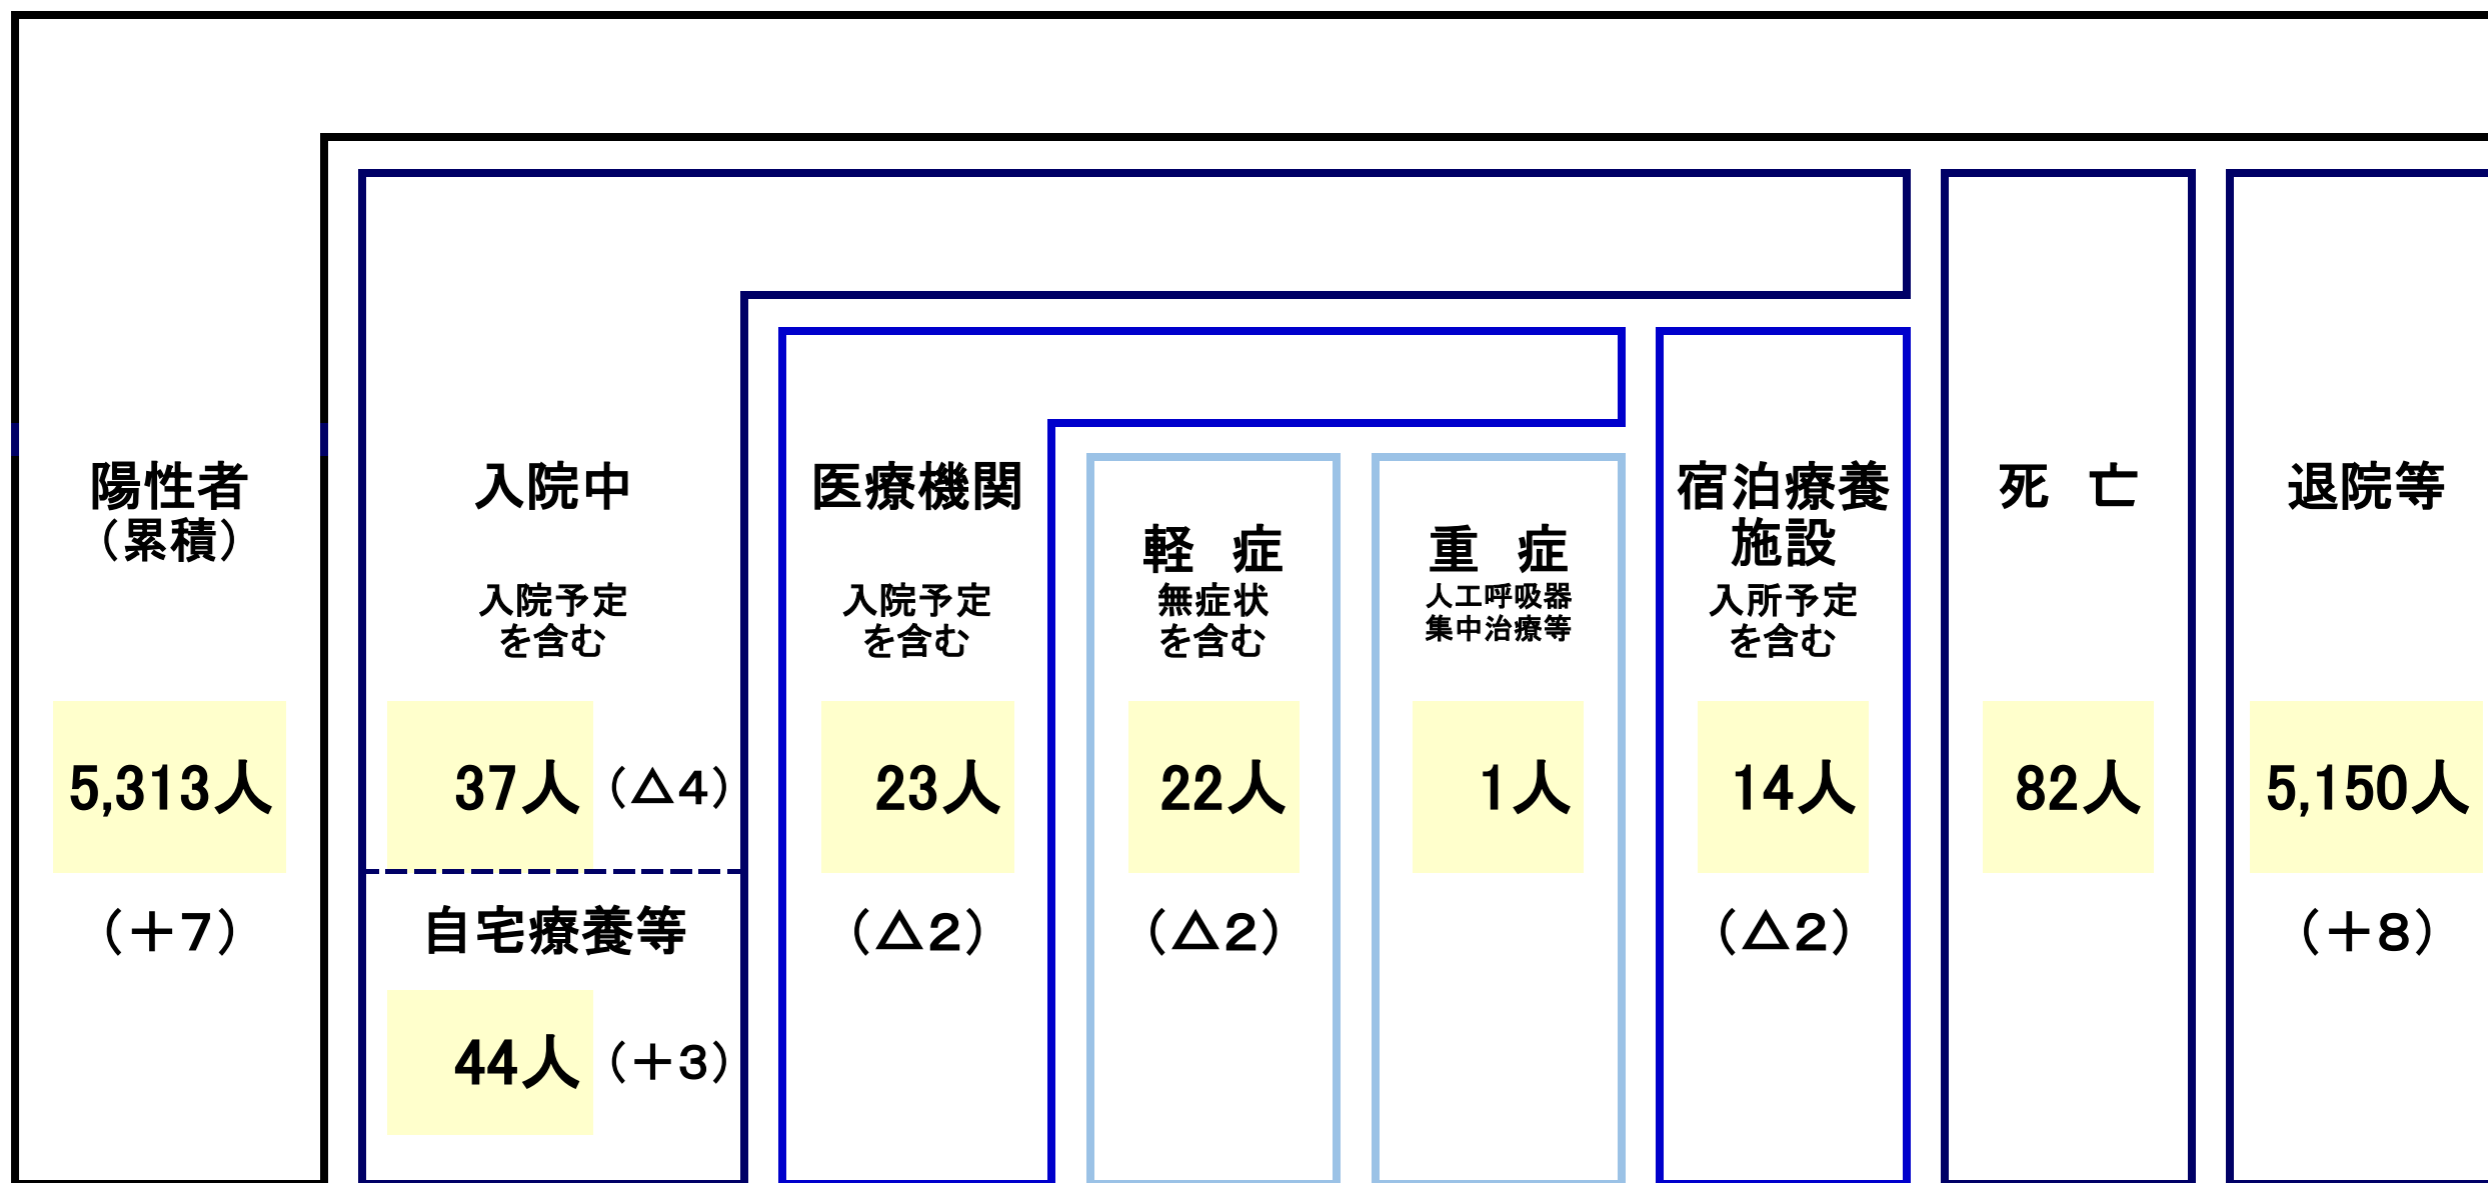 陽性者
（累積）
5,313人
（＋7）
入院中
入院予定
を含む
37人（△4）
自宅療養等
44人（＋3）
医療機関
入院予定
を含む
23人
（△2）
軽　症
無症状
を含む
22人
（△2）
重　症
人工呼吸器
集中治療等
1人
宿泊療養
施設
入所予定
を含む
14人
（△2）
死　亡
82人
退院等
5,150人
（＋8）